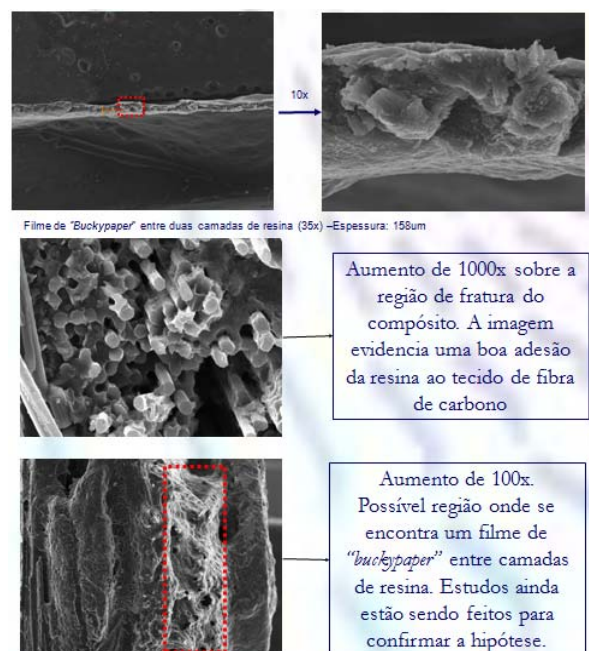 10x
Filme de "Buckypaper" entre duas camadas de resina (35x) –Espessura: 158um
Aumento de 1000x sobre a
região de fratura do
compósito. A imagem
evidencia uma boa adesão
da resina ao tecido de fibra
de carbono
Aumento de 100x.
Possível região onde se
encontra um filme de
“buckypaper” entre camadas
de resina. Estudos ainda
estão sendo feitos para
confirmar a hipótese.